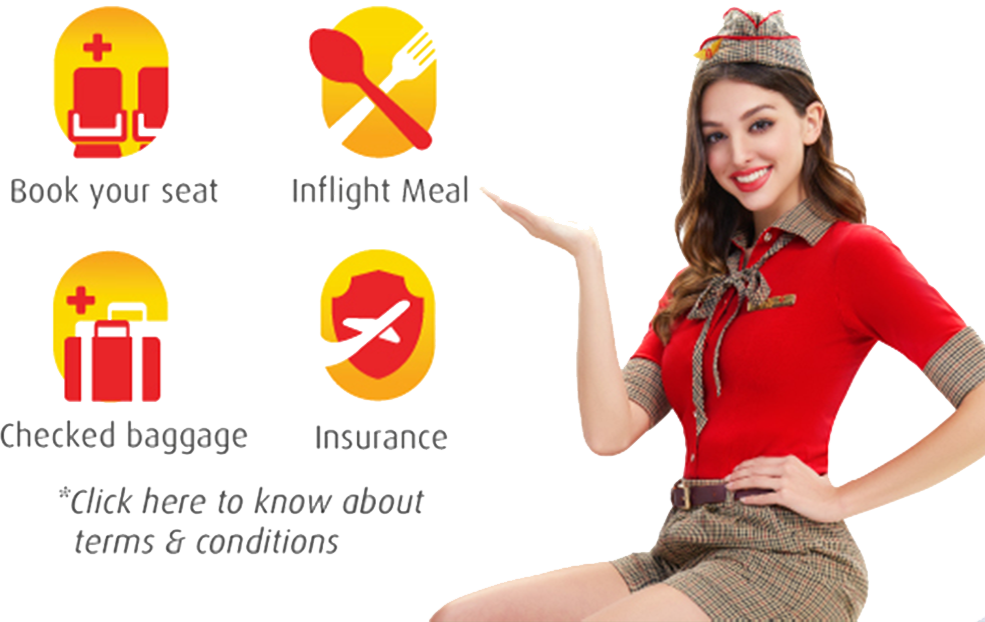 Book your seat
Inflight Meal
Checked baggage
Insurance
*Click here to know about
terms & conditions